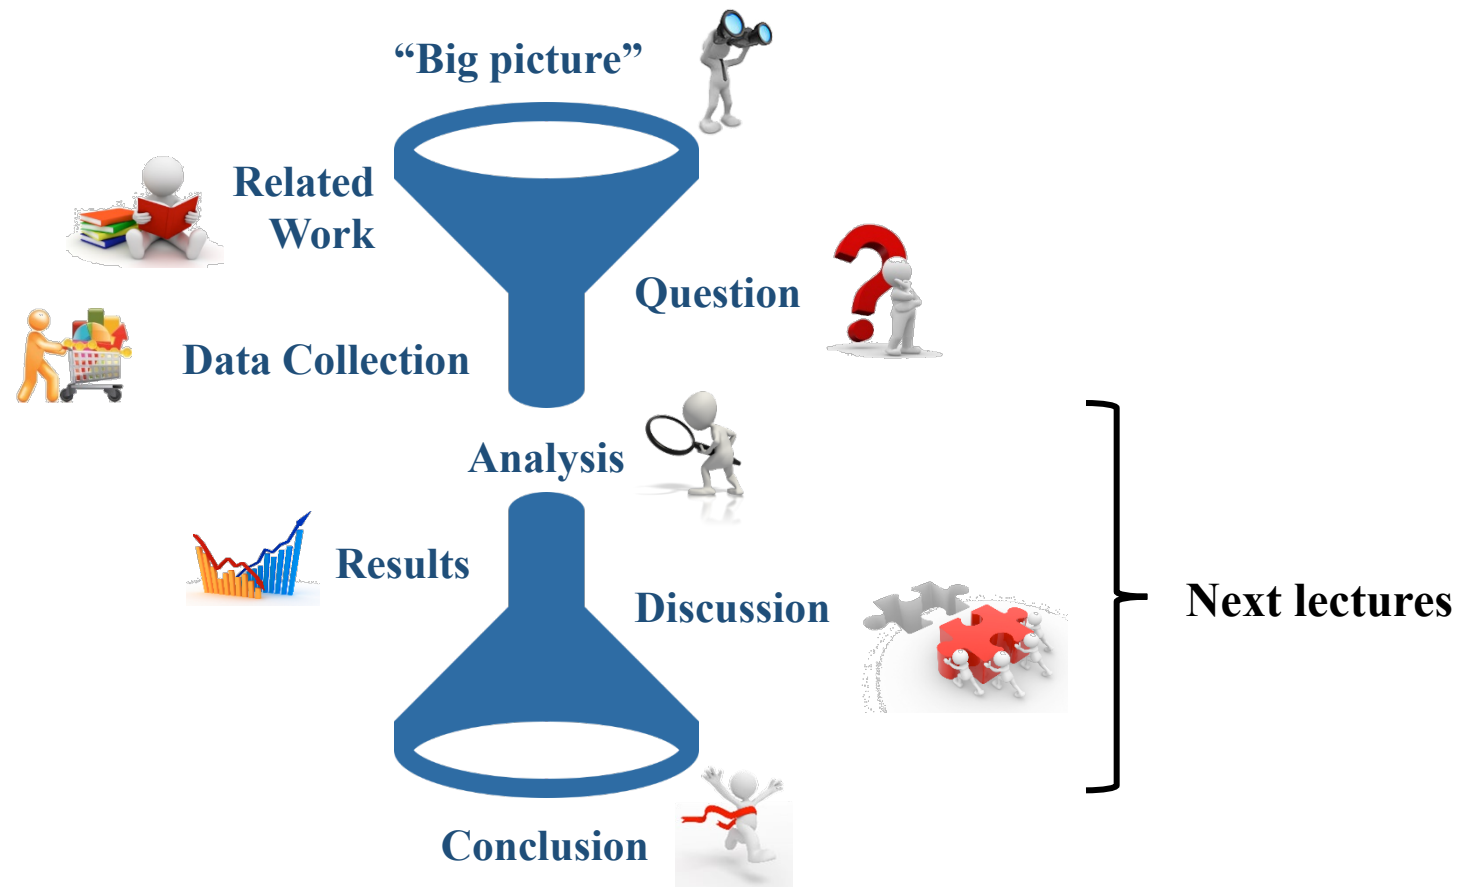 “Big picture”
Related
Work
Question
Data Collection
Analysis
Results
Discussion
Next lectures
Conclusion